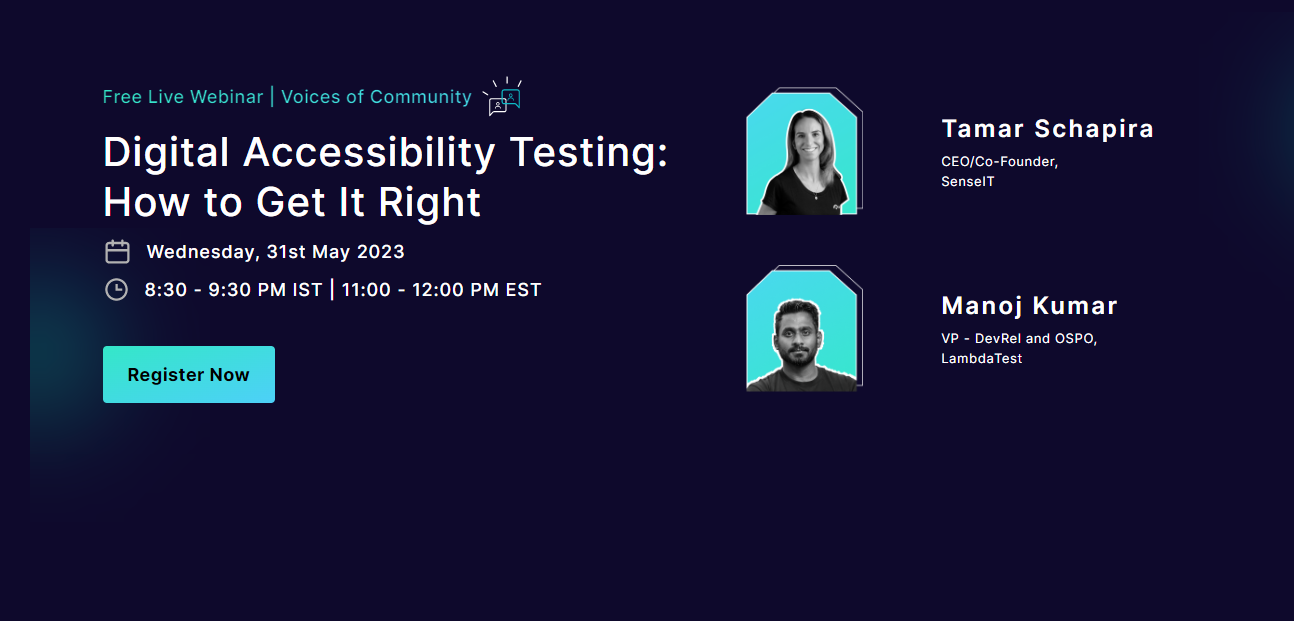 Free Live Webinar | Voices of Community
Digital Accessibility Testing:
How to Get It Right
Wednesday, 31st May 2023
8:30 - 9:30 PM IST | 11:00 - 12:00 PM EST
Register Now
Tamar Schapira
CEO/Co-Founder,
SenseIT
Manoj Kumar
VP - DevRel and OSPO,
LambdaTest